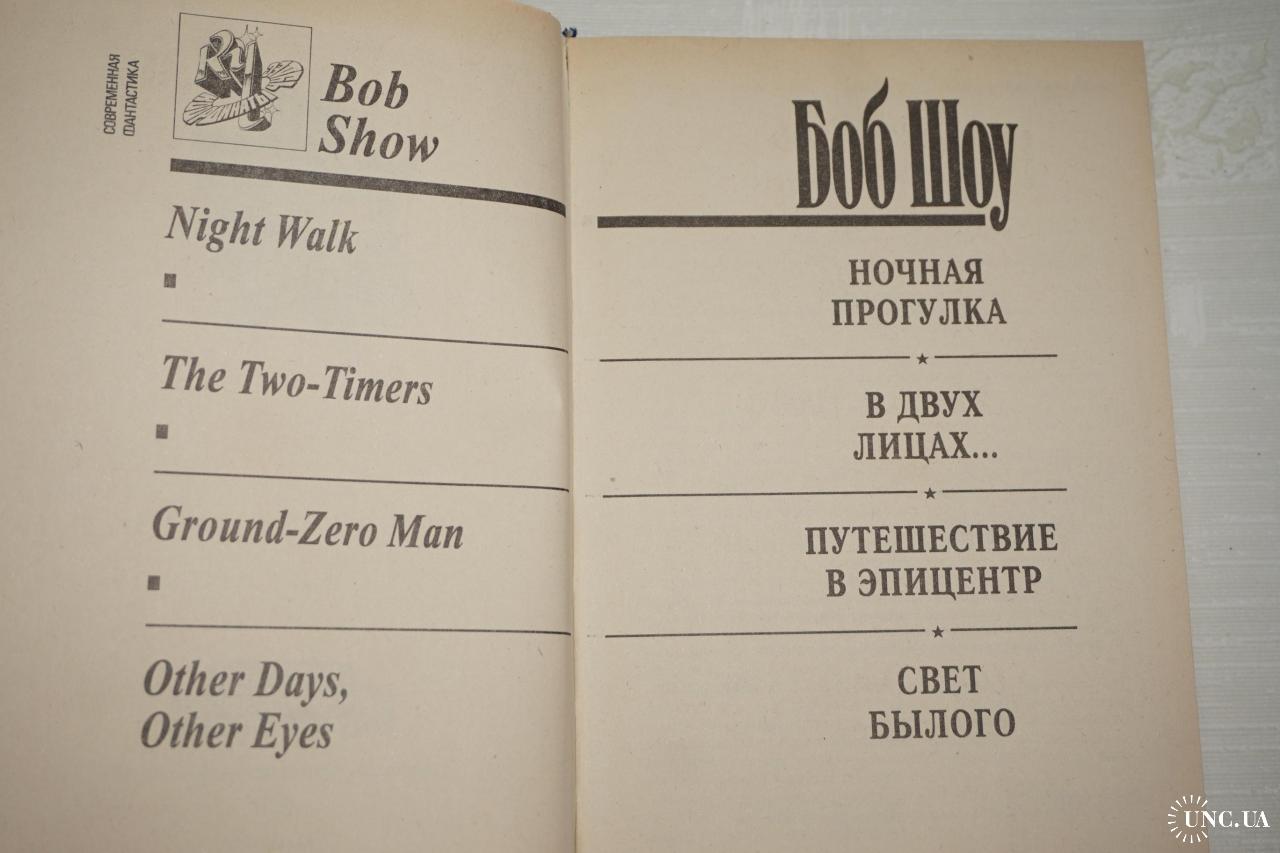 СОВРЕМЕННАЯ
ФАНТАСТИКА
Bob
Show
Night Walk
The Two-Timers
Ground-Zero Man
Other Days,
Other Eyes
Боб Шоу
НОЧНАЯ
ПРОГУЛКА
В ДВУХ
ЛИЦАХ...
ПУТЕШЕСТВИЕ
В ЭПИЦЕНТР
СВЕТ
БЫЛОГО
UNC.UA